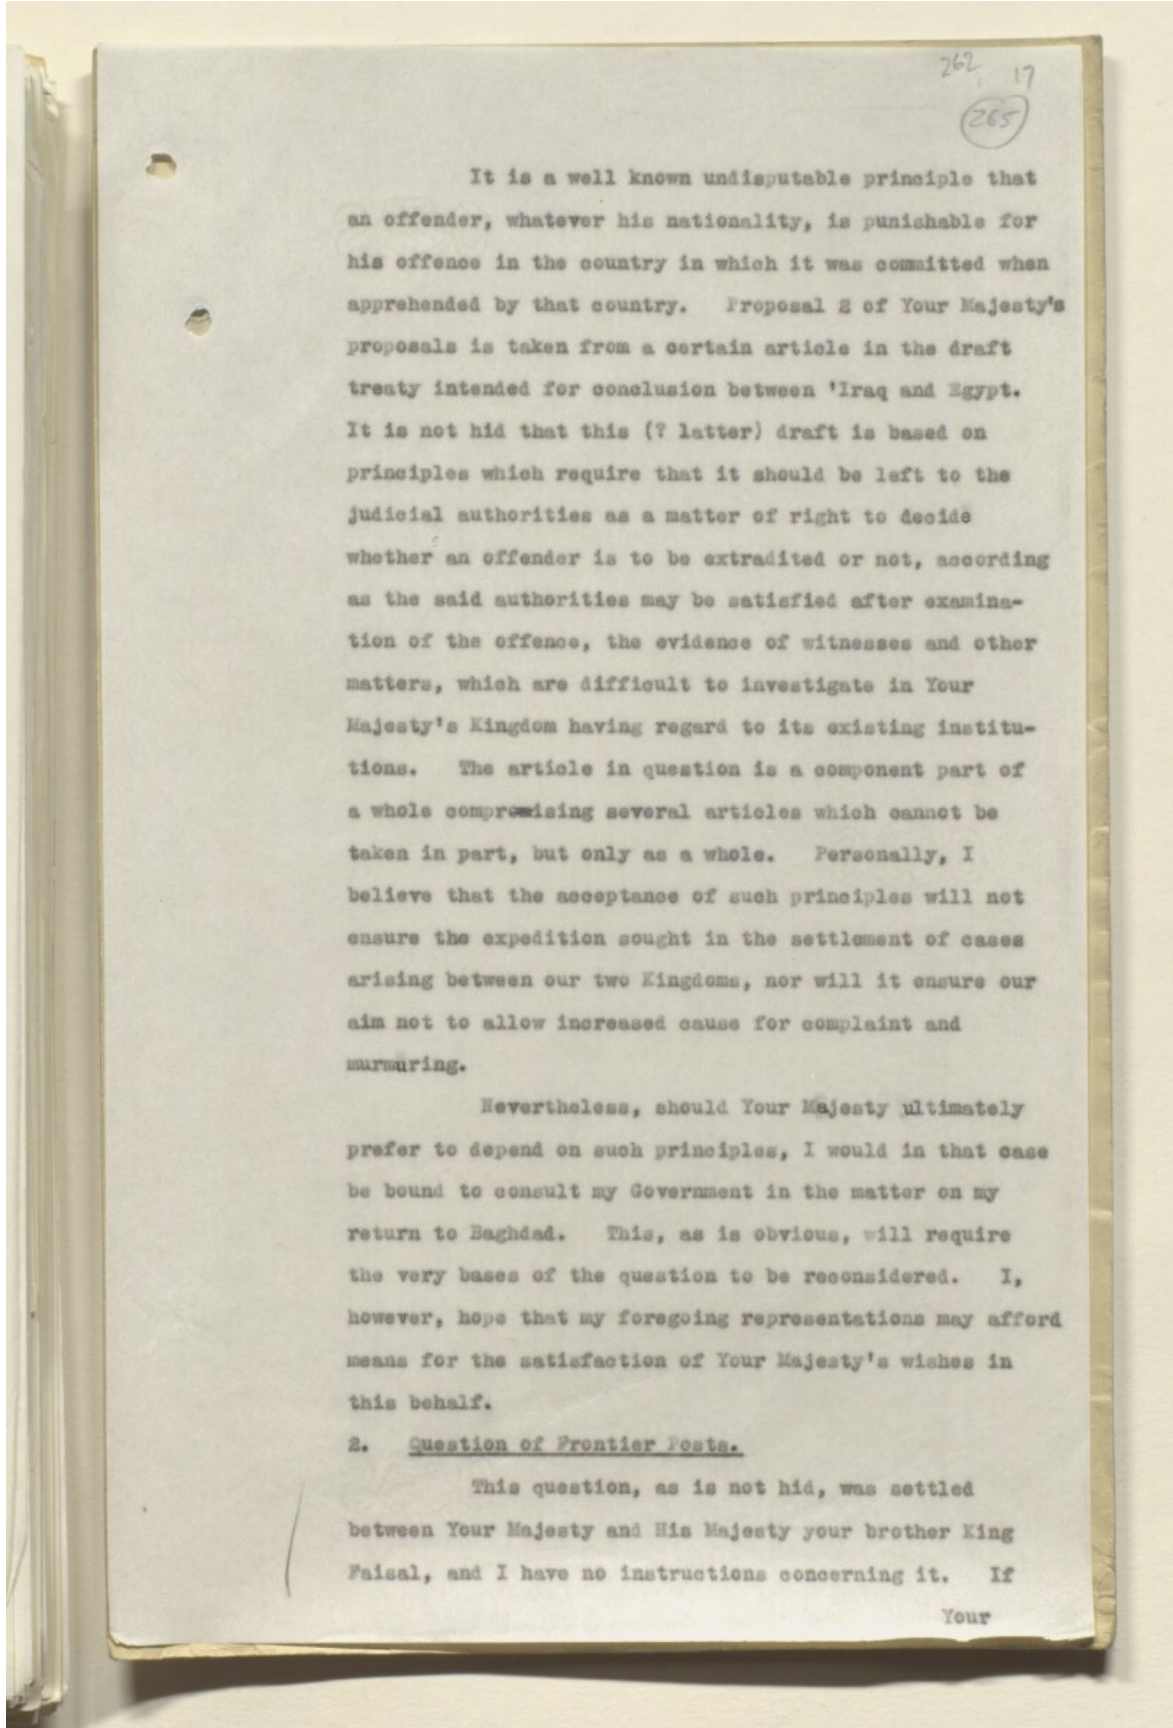 262
17
265
It is a well known undisputable principle that
an offender, whatever his nationality, is punishable for
his offence in the country in which it was committed when
apprehended by that country. Proposal 2 of Your Majesty's
proposals is taken from a certain article in the draft
treaty intended for conclusion between 'Iraq and Egypt.
It is not hid that this (? latter) draft is based on
principles which require that it should be left to the
judicial authorities as a matter of right to decide
whether an offender is to be extradited or not, according
as the said authorities may be satisfied after examina-
tion of the offence, the evidence of witnesses and other
matters, which are difficult to investigate in Your
Majesty's Kingdom having regard to its existing institu-
tions. The article in question is a component part of
a whole compromising several articles which cannot be
taken in part, but only as a whole. Personally, I
believe that the acceptance of such principles will not
ensure the expedition sought in the settlement of cases
arising between our two Kingdoms, nor will it ensure our
aim not to allow increased cause for complaint and
murmuring.
Nevertheless, should Your Majesty ultimately
prefer to depend on such principles, I would in that case
be bound to consult my Government in the matter on my
return to Baghdad. This, as is obvious, will require
the very bases of the question to be reconsidered. I,
however, hope that my foregoing representations may afford
means for the satisfaction of Your Majesty's wishes in
this behalf.
2. Question of Frontier Posts.
This question, as is not hid, was settled
between Your Majesty and His Majesty your brother King
Faisal, and I have no instructions concerning it. If
Your